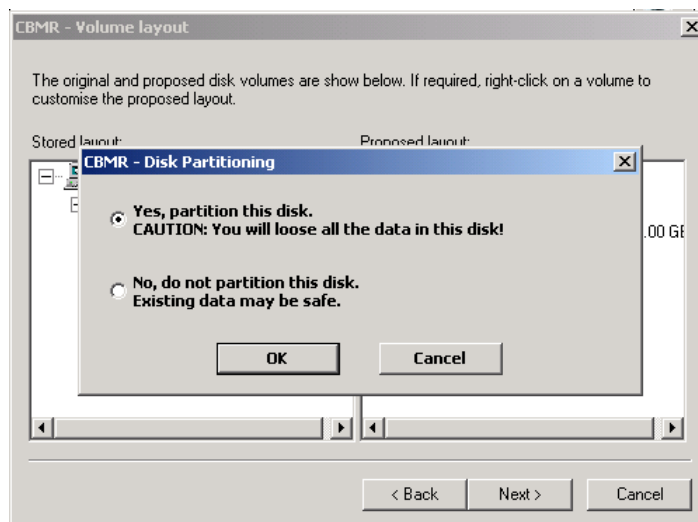 CBMR - Volume layout
The original and proposed disk volumes are show below. If required, right-click on a volume to
customise the proposed layout.
Stored layout:
Proposed layout:
CBMR - Disk Partitioning
Yes, partition this disk.
CAUTION: You will loose all the data in this disk!
.00 GB
No, do not partition this disk.
Existing data may be safe.
OK
Cancel
< Back
Next >
Cancel